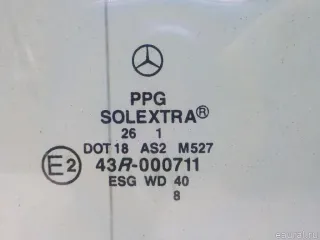 PPG
SOLEXTRA®
26 1
DOT 18 AS2 M527
E2 43R-000711
ESG WD 40
8